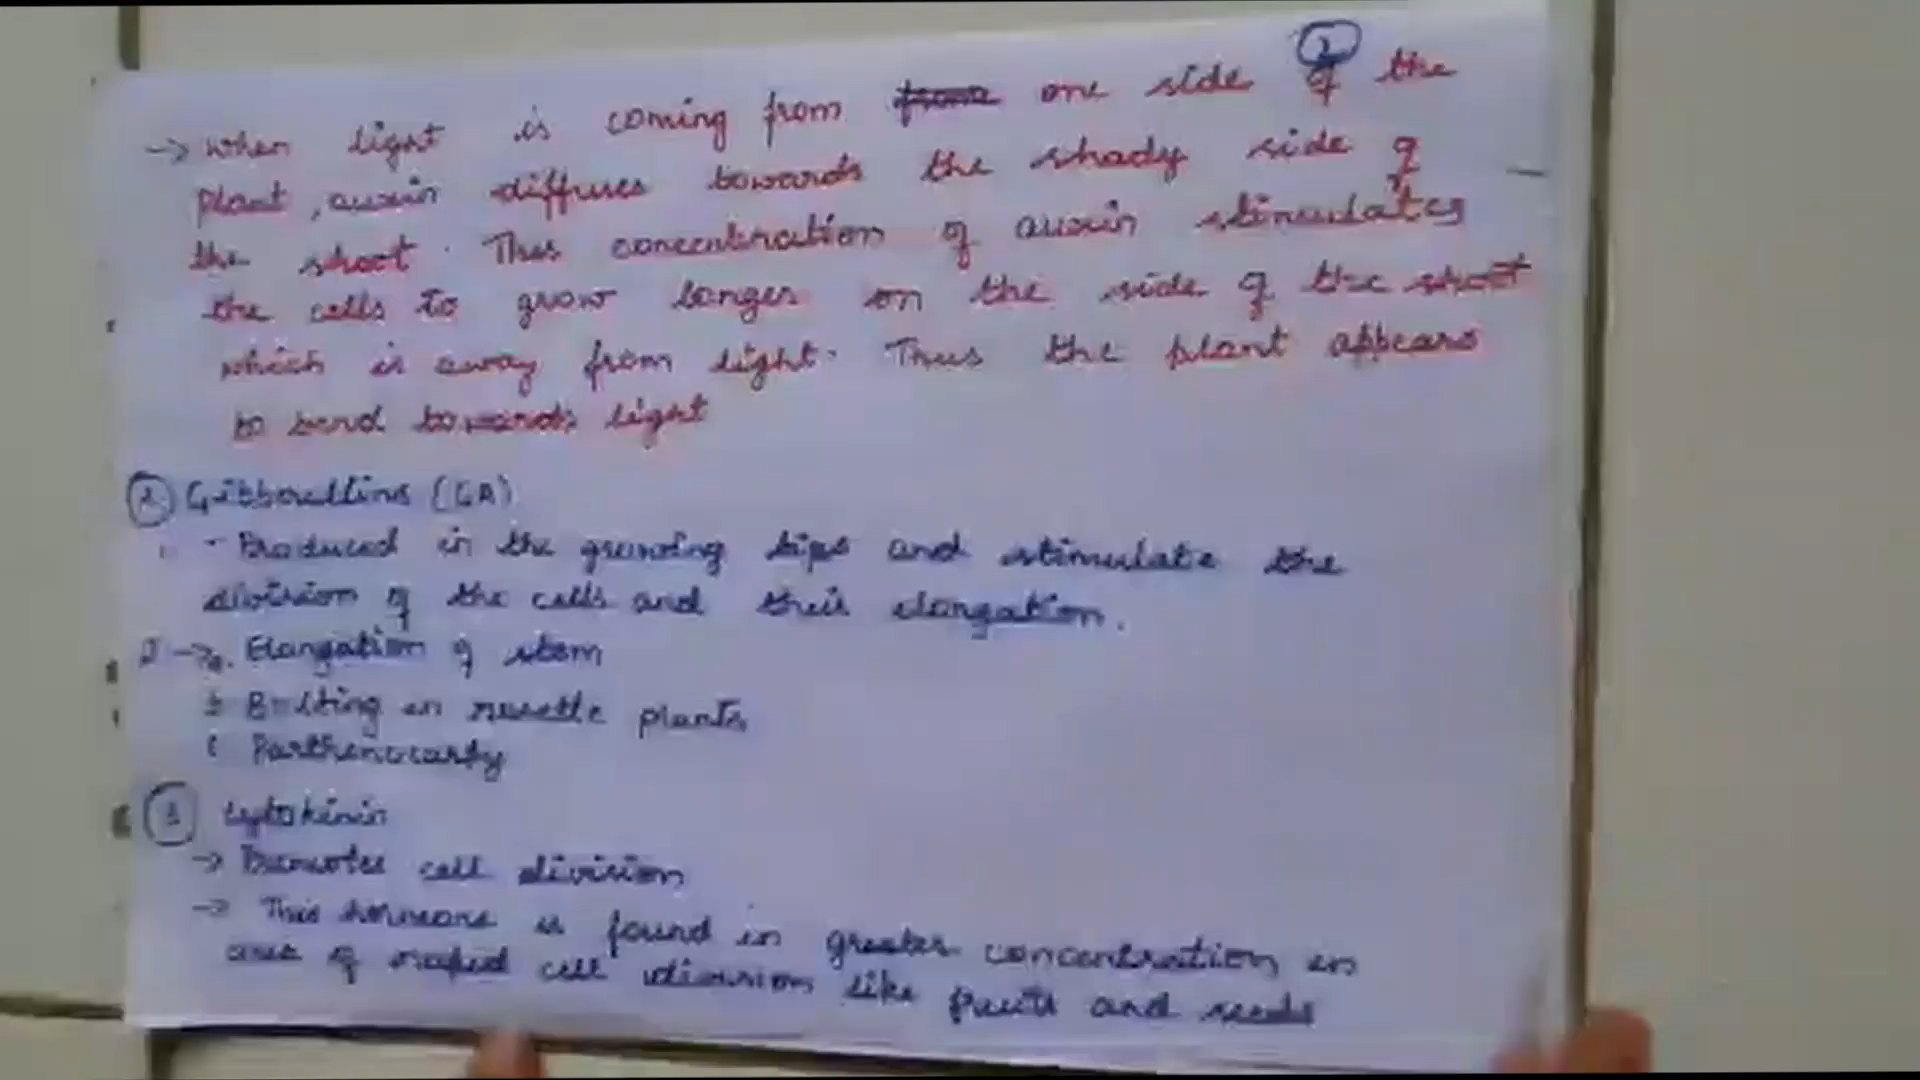 2
→ When light is coming from one side of the
plant, auxin diffuses towards the shady side of
the shoot. This concentration of auxin stimulates
the cells to grow longer on the side of the shoot
which is away from light. Thus the plant appears
to bend towards light
2 Gibberellins (GA)
- Produced in the growing tips and stimulate the
division of the cells and their elongation.
2 → a. Elongation of stem
b Bolting in rosette plants
c Parthenocarpy
3 Cytokinin
→ Promotes cell division
→ This hormone is found in greater concentration in
area of rapid cell division like fruits and seeds